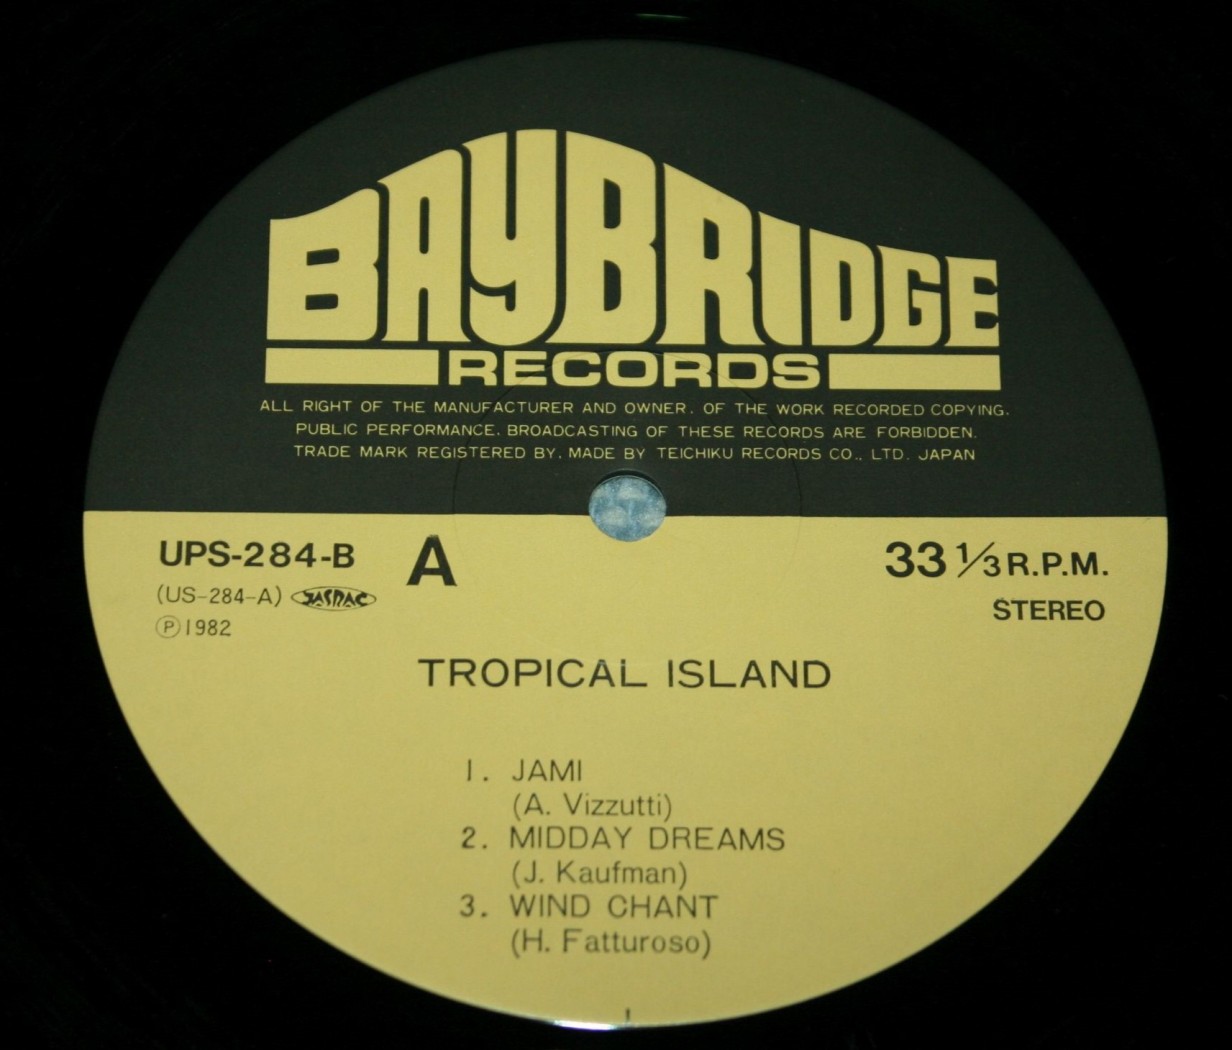 BAYBRIDGE
RECORDS
ALL RIGHT OF THE MANUFACTURER AND OWNER. OF THE WORK RECORDED COPYING.
PUBLIC PERFORMANCE. BROADCASTING OF THESE RECORDS ARE FORBIDDEN.
TRADE MARK REGISTERED BY. MADE BY TEICHIKU RECORDS CO., LTD. JAPAN
UPS-284-B A 33 1/3 R.P.M.
(US-284-A) JASRAC STEREO
Ⓟ1982
TROPICAL ISLAND
1. JAMI
(A. Vizzutti)
2. MIDDAY DREAMS
(J. Kaufman)
3. WIND CHANT
(H. Fatturoso)